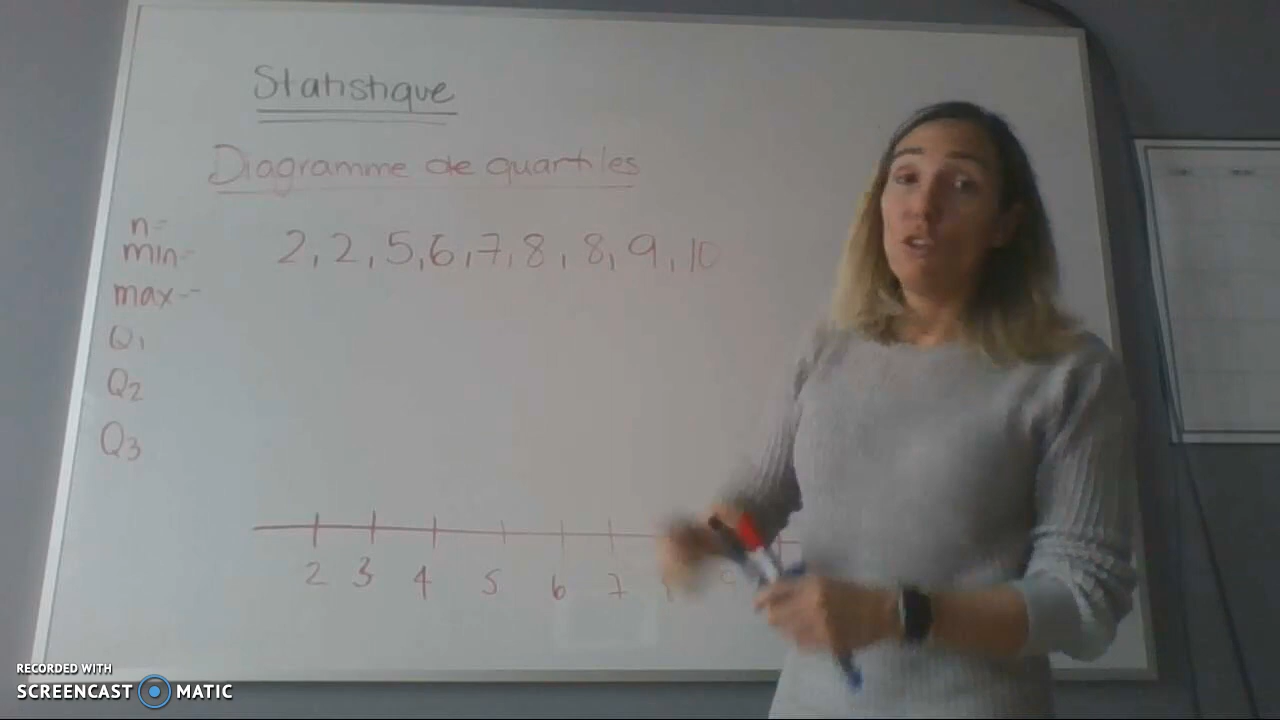 Statistique
Diagramme de quartiles
n=
min=
2, 2, 5, 6, 7, 8, 8, 9, 10
max=
Q1
Q2
Q3
2 3 4 5 6 7 9
RECORDED WITH
SCREENCAST MATIC